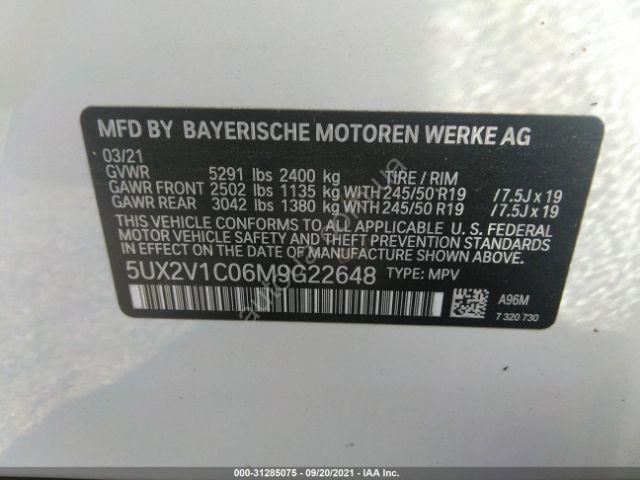 MFD BY BAYERISCHE MOTOREN WERKE AG
03/21
GVWR 5291 lbs 2400 kg TIRE / RIM
GAWR FRONT 2502 lbs 1135 kg WITH 245/50 R19 /7.5J x 19
GAWR REAR 3042 lbs 1380 kg WITH 245/50 R19 /7.5J x 19
THIS VEHICLE CONFORMS TO ALL APPLICABLE U. S. FEDERAL
MOTOR VEHICLE SAFETY, BUMPER, AND THEFT PREVENTION
STANDARDS IN EFFECT ON THE DATE OF MANUFACTURE SHOWN ABOVE.
5UX2V1C06M9G22648 TYPE: MPV
A96M
7 320 730
000-31285075 - 09/20/2021 - IAA Inc.